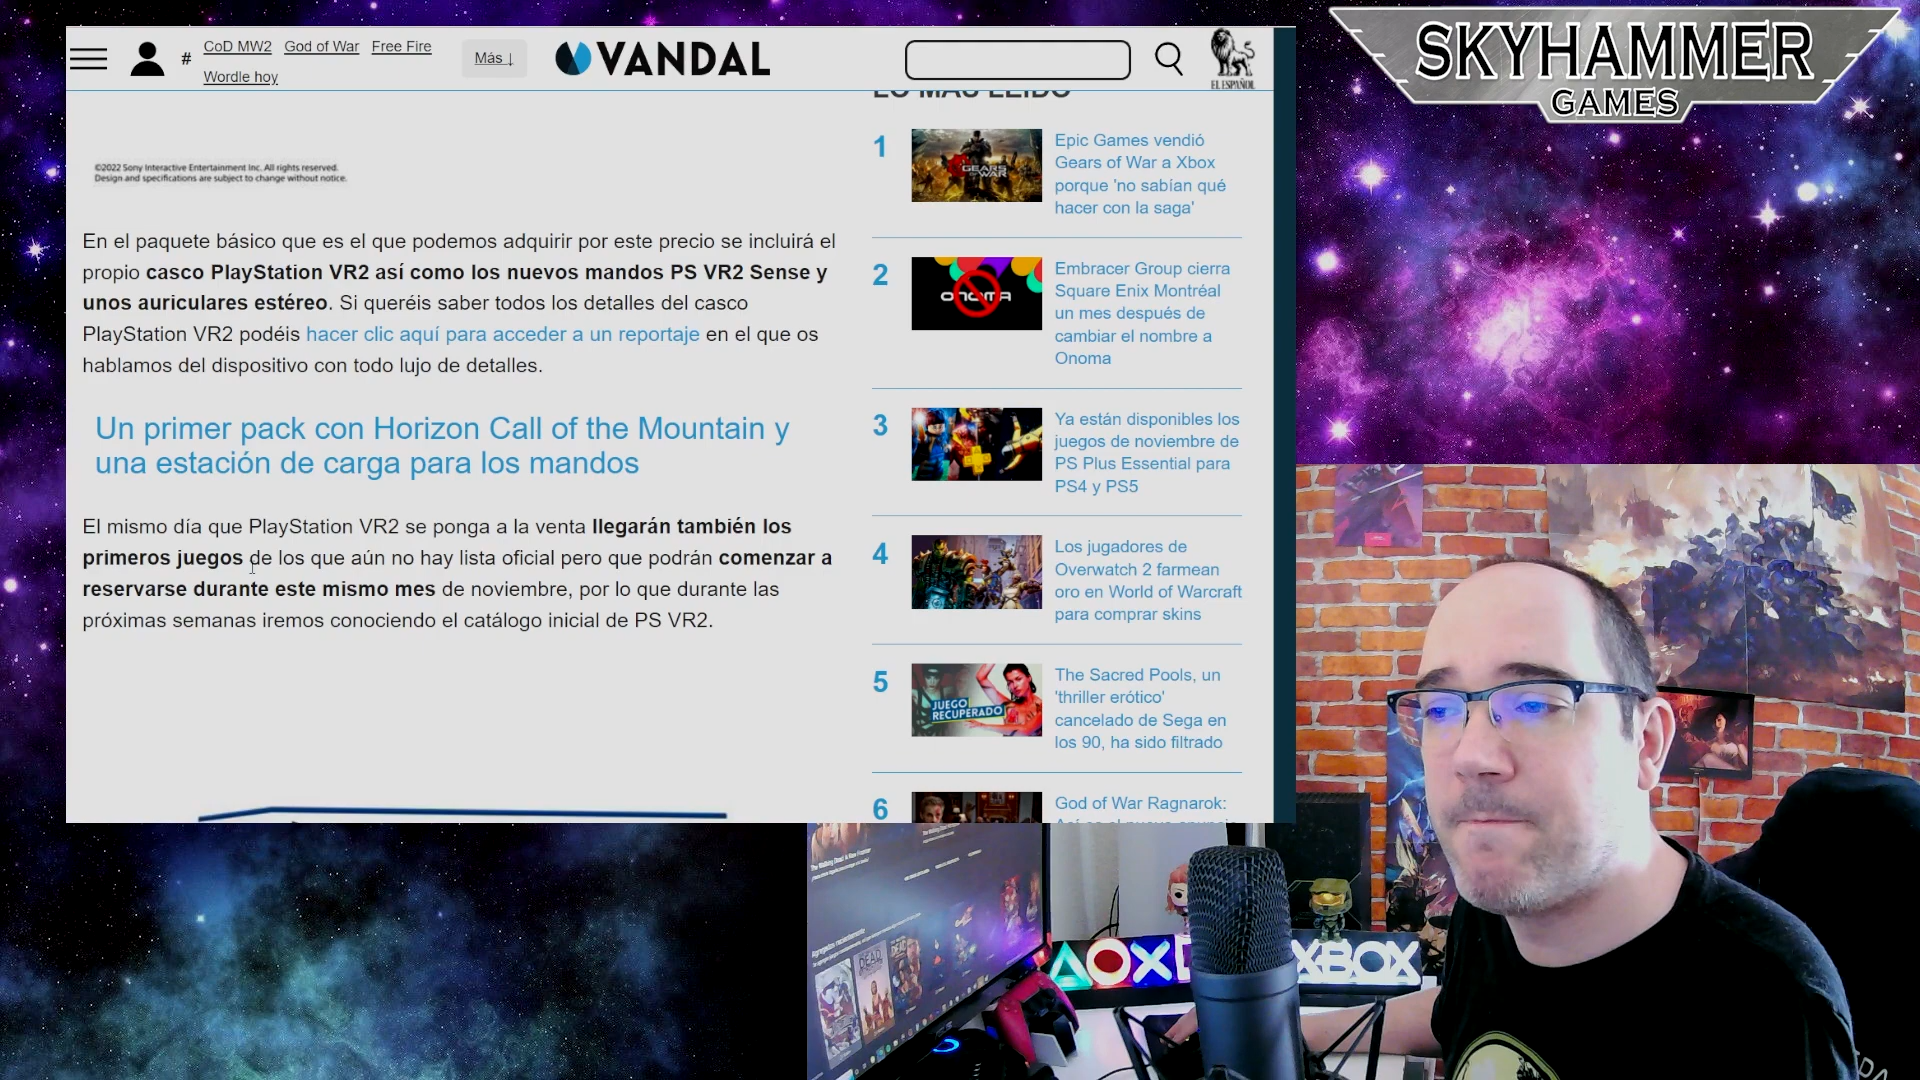 CoD MW2 God of War Free Fire
# Más ↓ VANDAL
Wordle hoy
EL ESPAÑOL
SKYHAMMER
GAMES
©2022 Sony Interactive Entertainment Inc. All rights reserved.
Design and specifications are subject to change without notice.
En el paquete básico que es el que podemos adquirir por este precio se incluirá el
propio casco PlayStation VR2 así como los nuevos mandos PS VR2 Sense y
unos auriculares estéreo. Si queréis saber todos los detalles del casco
PlayStation VR2 podéis hacer clic aquí para acceder a un reportaje en el que os
hablamos del dispositivo con todo lujo de detalles.
Un primer pack con Horizon Call of the Mountain y
una estación de carga para los mandos
El mismo día que PlayStation VR2 se ponga a la venta llegarán también los
primeros juegos de los que aún no hay lista oficial pero que podrán comenzar a
reservarse durante este mismo mes de noviembre, por lo que durante las
próximas semanas iremos conociendo el catálogo inicial de PS VR2.
LO MÁS LEÍDO
1
GEARS
OF WAR
Epic Games vendió
Gears of War a Xbox
porque 'no sabían qué
hacer con la saga'
2
ONOMA
Embracer Group cierra
Square Enix Montréal
un mes después de
cambiar el nombre a
Onoma
3
Ya están disponibles los
juegos de noviembre de
PS Plus Essential para
PS4 y PS5
4
Los jugadores de
Overwatch 2 farmean
oro en World of Warcraft
para comprar skins
5
JUEGO
RECUPERADO
The Sacred Pools, un
'thriller erótico'
cancelado de Sega en
los 90, ha sido filtrado
6
God of War Ragnarok:
XBOX